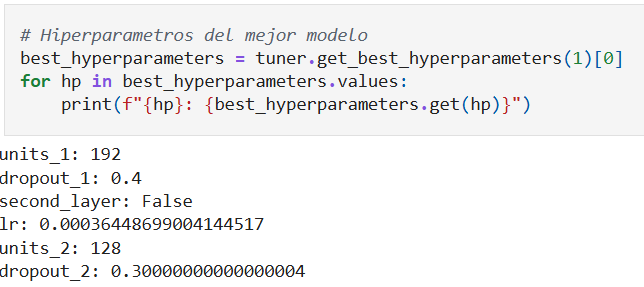 # Hiperparametros del mejor modelo
best_hyperparameters = tuner.get_best_hyperparameters(1)[0]
for hp in best_hyperparameters.values:
    print(f"{hp}: {best_hyperparameters.get(hp)}")
units_1: 192
dropout_1: 0.4
second_layer: False
lr: 0.00036448699004144517
units_2: 128
dropout_2: 0.30000000000000004